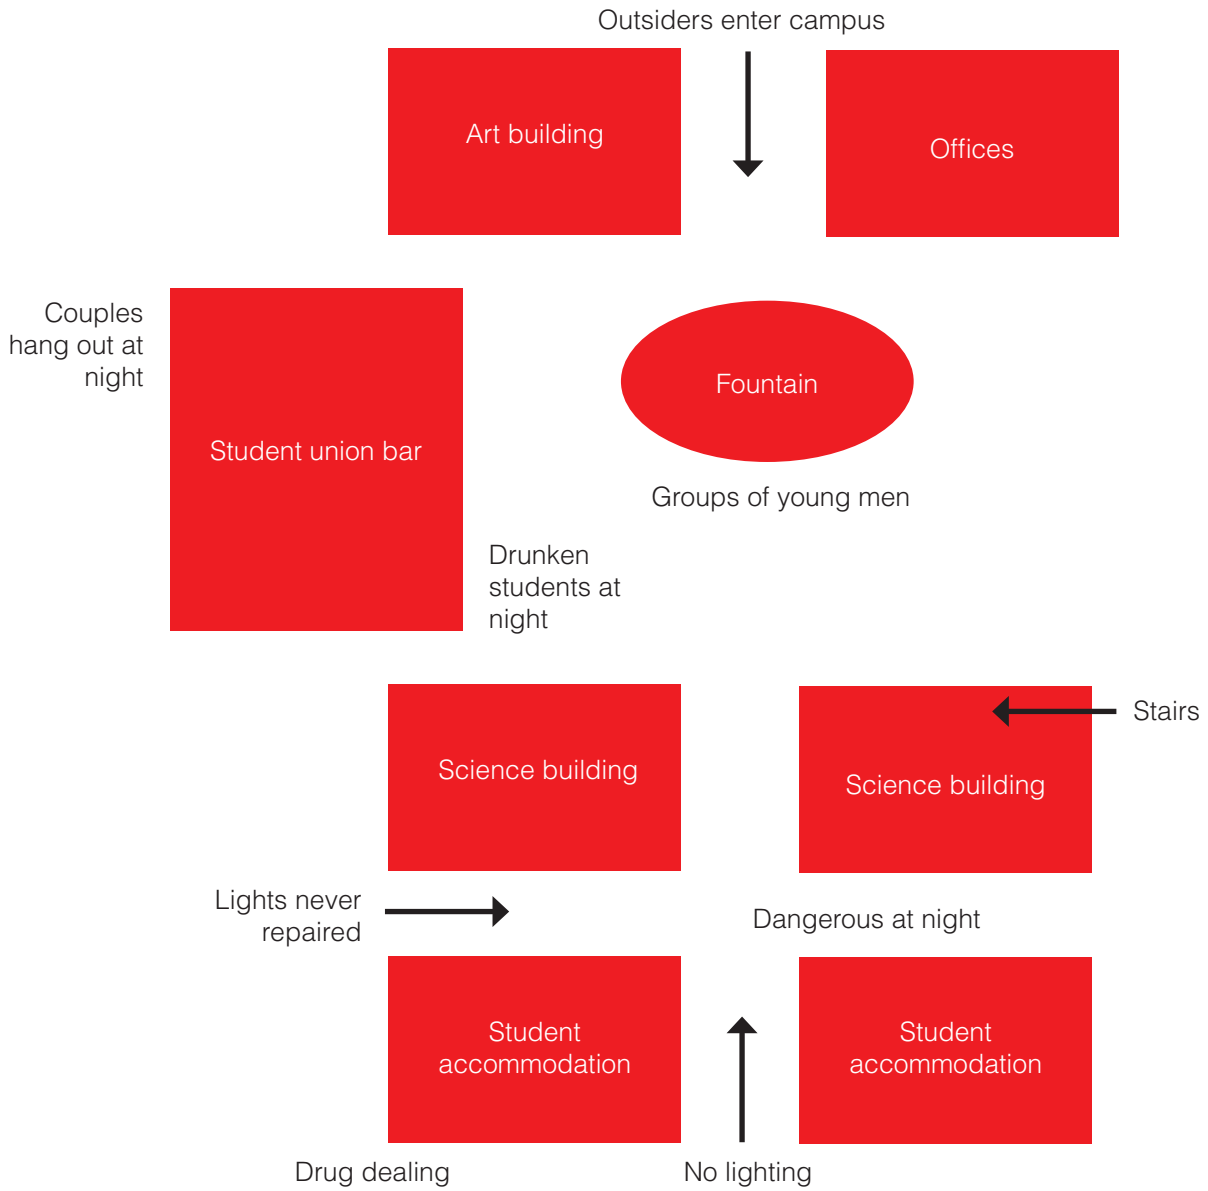 Outsiders enter campus
Art building
Offices
Couples
hang out at
night
Fountain
Student union bar
Groups of young men
Drunken
students at
night
Stairs
Science building
Science building
Lights never
repaired
Dangerous at night
Student
accommodation
Student
accommodation
Drug dealing
No lighting